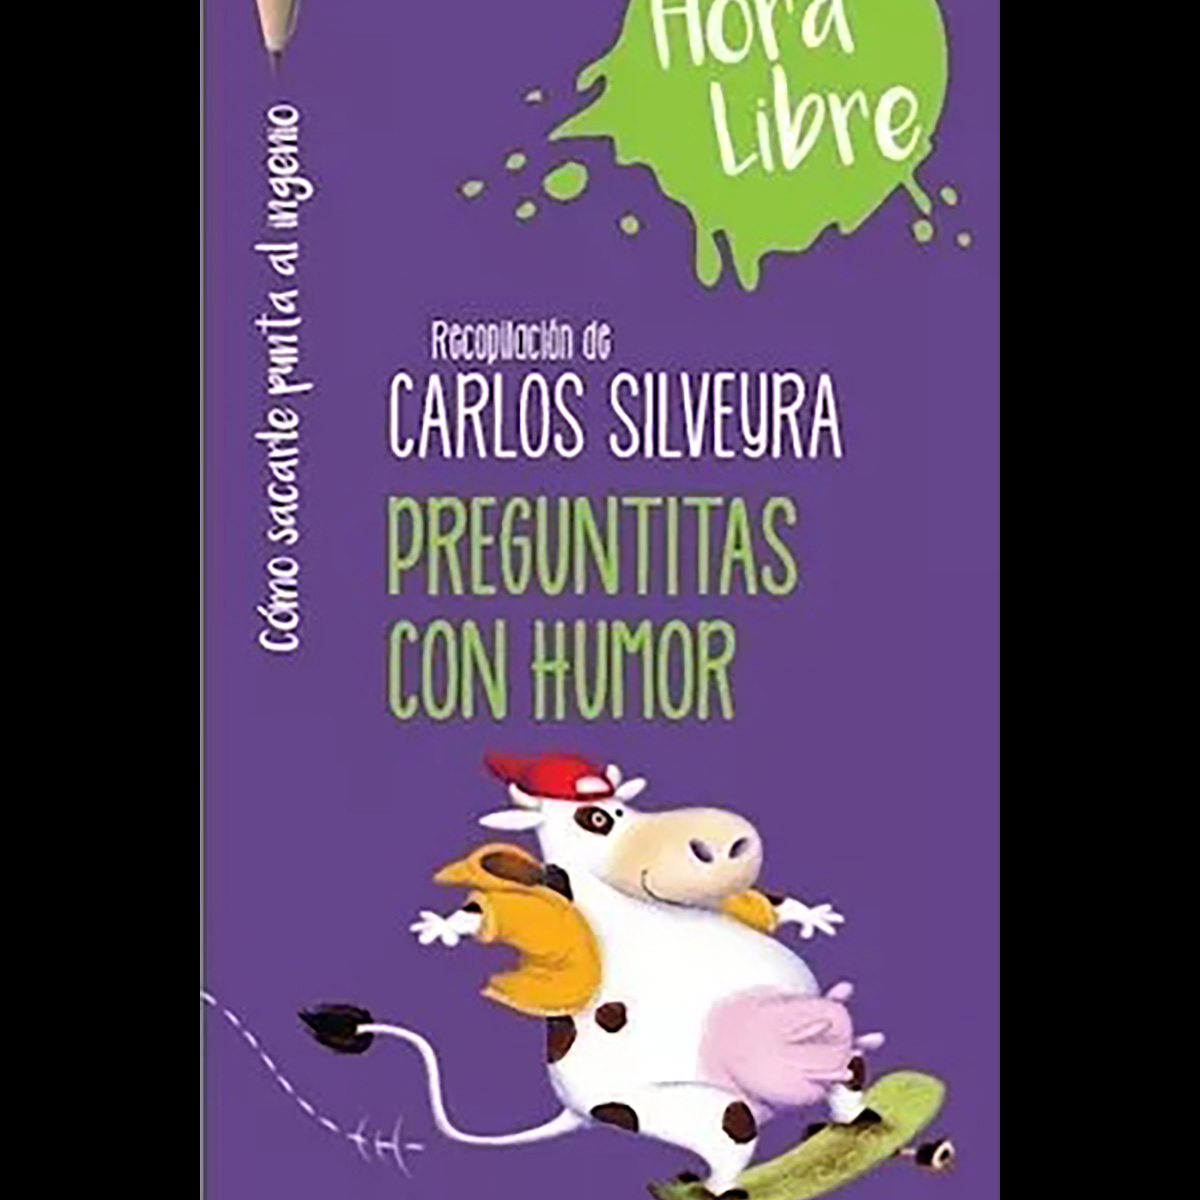 Hora
Libre
Cómo sacarle punta al ingenio
Recopilación de
CARLOS SILVEYRA
PREGUNTITAS
CON HUMOR